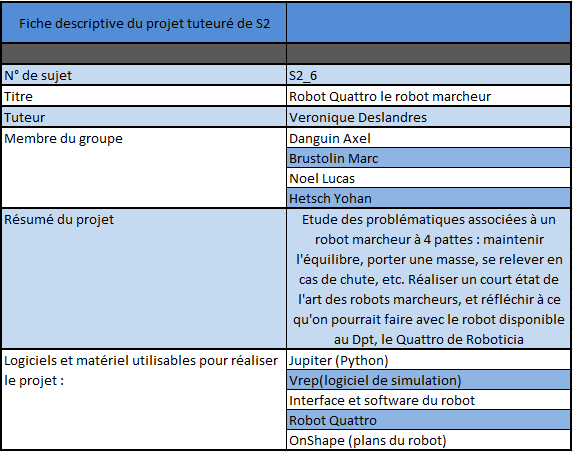 Fiche descriptive du projet tuteuré de S2
N° de sujet S2_6
Titre Robot Quattro le robot marcheur
Tuteur Veronique Deslandres
Membre du groupe Danguin Axel
Brustolin Marc
Noel Lucas
Hetsch Yohan
Résumé du projet Etude des problématiques associées à un
robot marcheur à 4 pattes : maintenir
l'équilibre, porter une masse, se relever en
cas de chute, etc. Réaliser un court état de
l'art des robots marcheurs, et réfléchir à ce
qu'on pourrait faire avec le robot disponible
au Dpt, le Quattro de Roboticia
Logiciels et matériel utilisables pour réaliser Jupiter (Python)
le projet : Vrep(logiciel de simulation)
Interface et software du robot
Robot Quattro
OnShape (plans du robot)